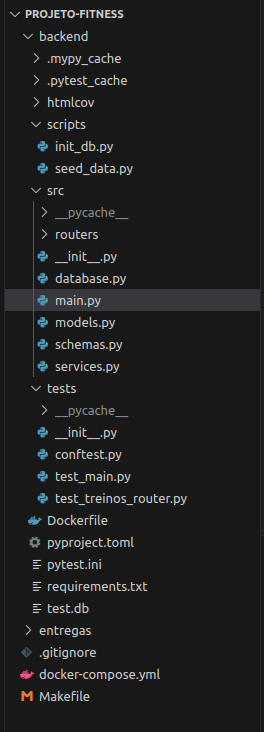 PROJETO-FITNESS
backend
.mypy_cache
.pytest_cache
htmlcov
scripts
init_db.py
seed_data.py
src
__pycache__
routers
__init__.py
database.py
main.py
models.py
schemas.py
services.py
tests
__pycache__
__init__.py
conftest.py
test_main.py
test_treinos_router.py
Dockerfile
pyproject.toml
pytest.ini
requirements.txt
test.db
entregas
.gitignore
docker-compose.yml
Makefile